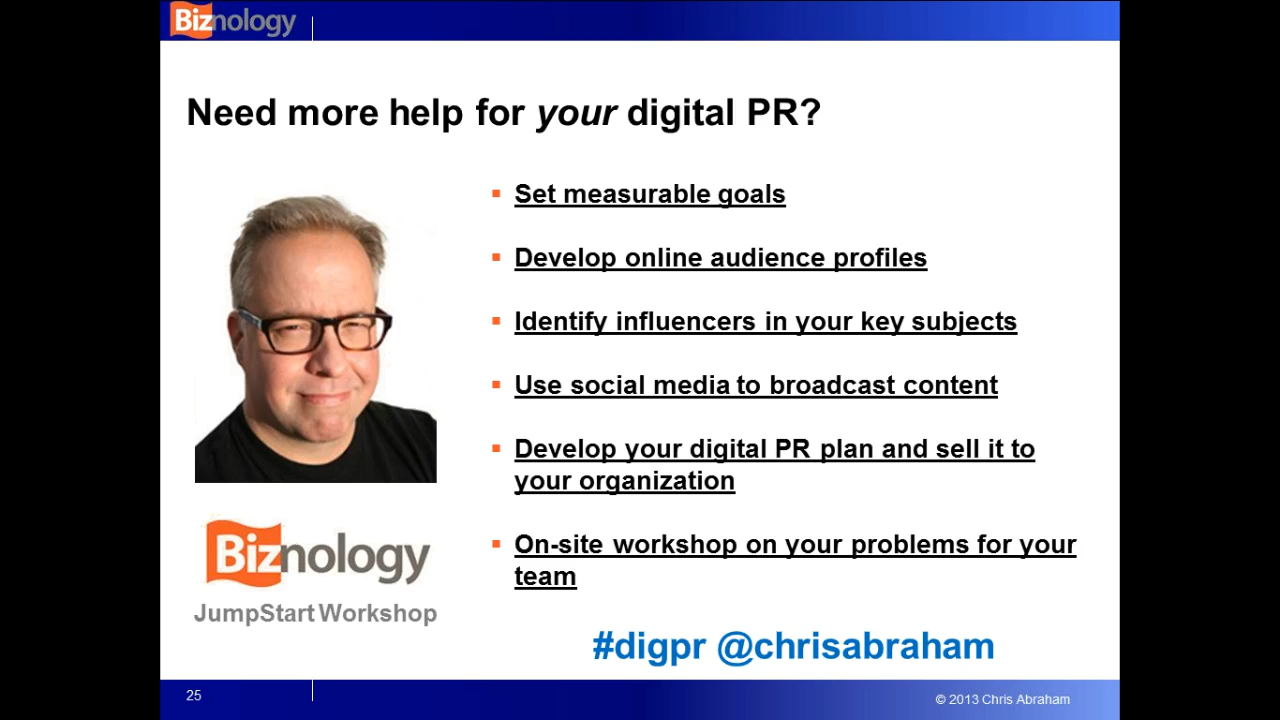 Biznology
Need more help for your digital PR?
Set measurable goals
Develop online audience profiles
Identify influencers in your key subjects
Use social media to broadcast content
Develop your digital PR plan and sell it to
your organization
On-site workshop on your problems for your
team
Biznology
JumpStart Workshop
#digpr @chrisabraham
25
© 2013 Chris Abraham